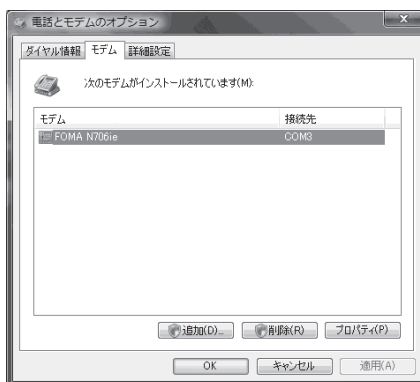 電話とモデムのオプション
ダイヤル情報 モデム 詳細設定
次のモデムがインストールされています(M):
モデム 接続先
FOMA N706ie COM3
追加(D)... 削除(R) プロパティ(P)
OK キャンセル 適用(A)